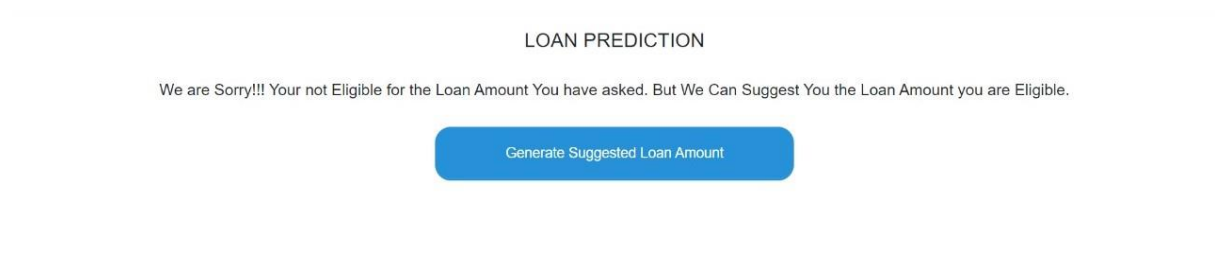 LOAN PREDICTION
We are Sorry!!! Your not Eligible for the Loan Amount You have asked. But We Can Suggest You the Loan Amount you are Eligible.
Generate Suggested Loan Amount